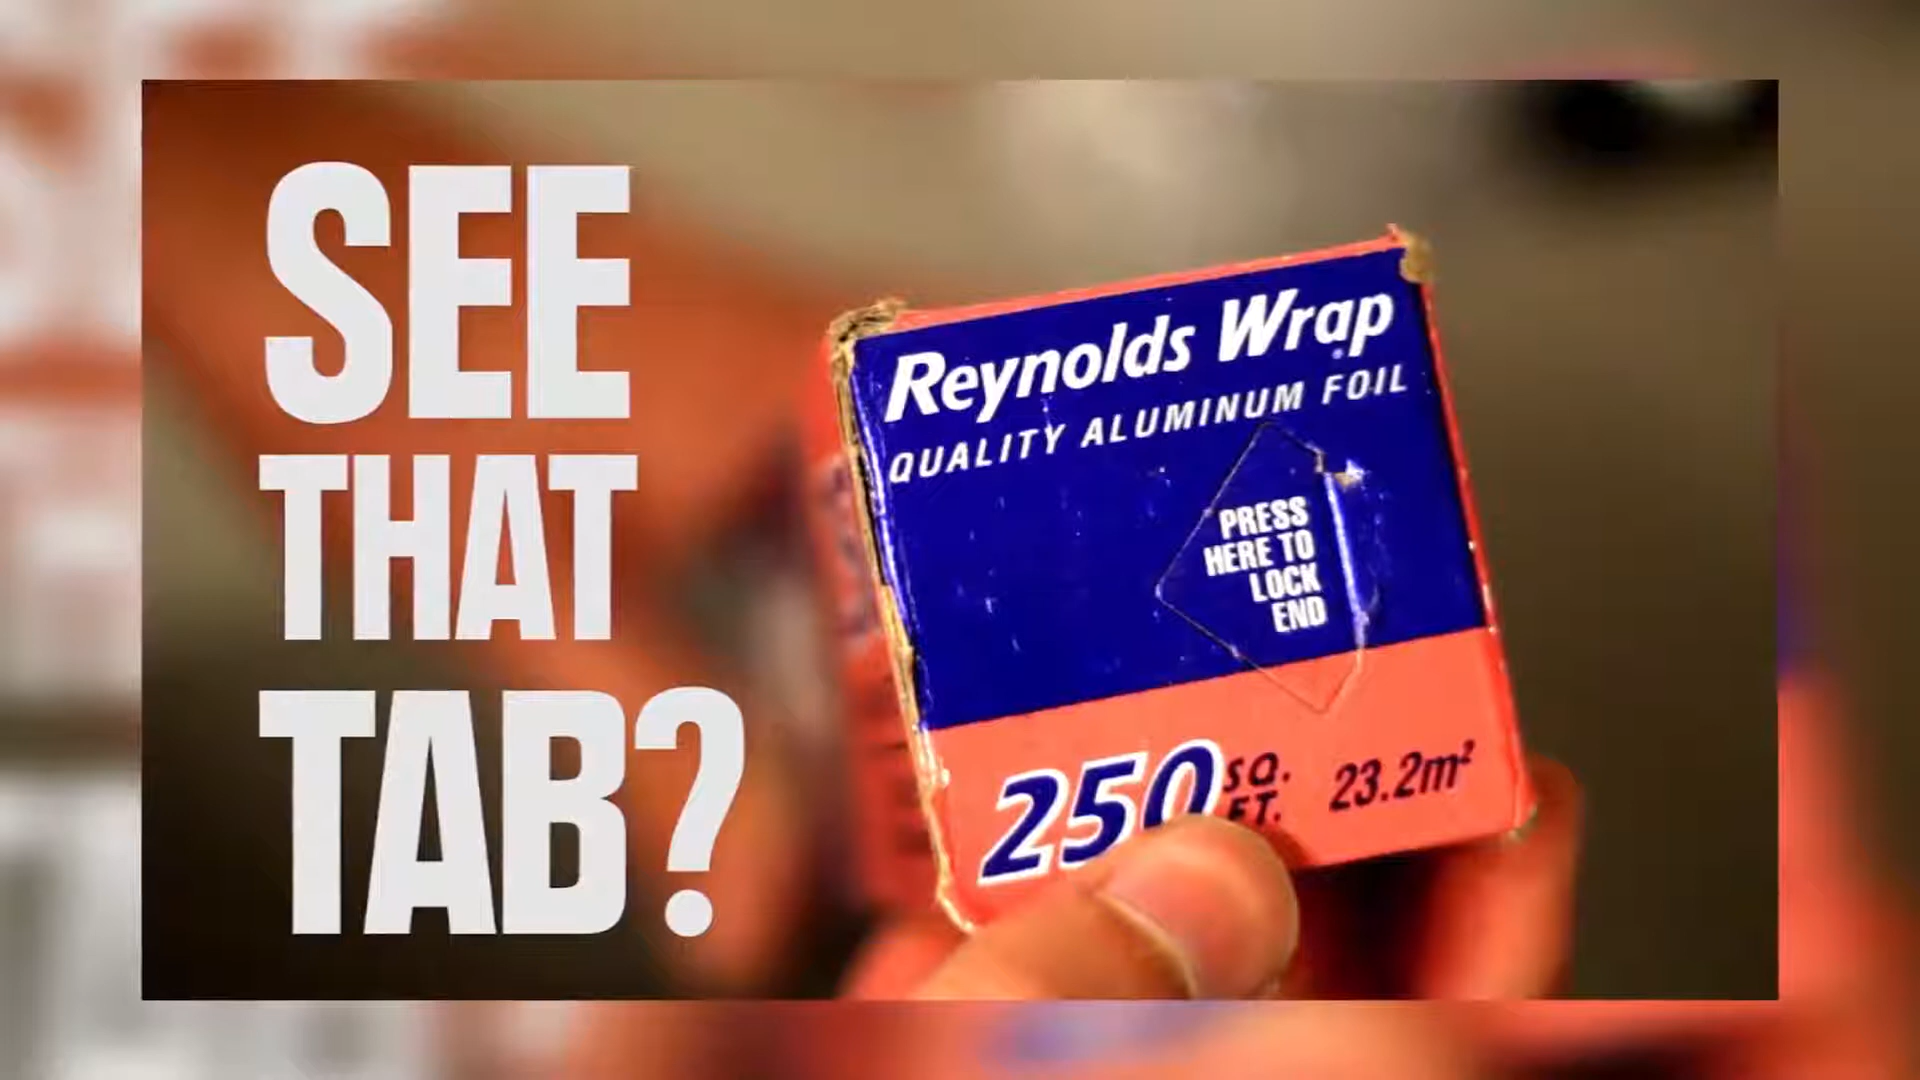 SEE
THAT
TAB?
Reynolds Wrap
QUALITY ALUMINUM FOIL
PRESS
HERE TO
LOCK
END
250 SQ. FT. 23.2m²